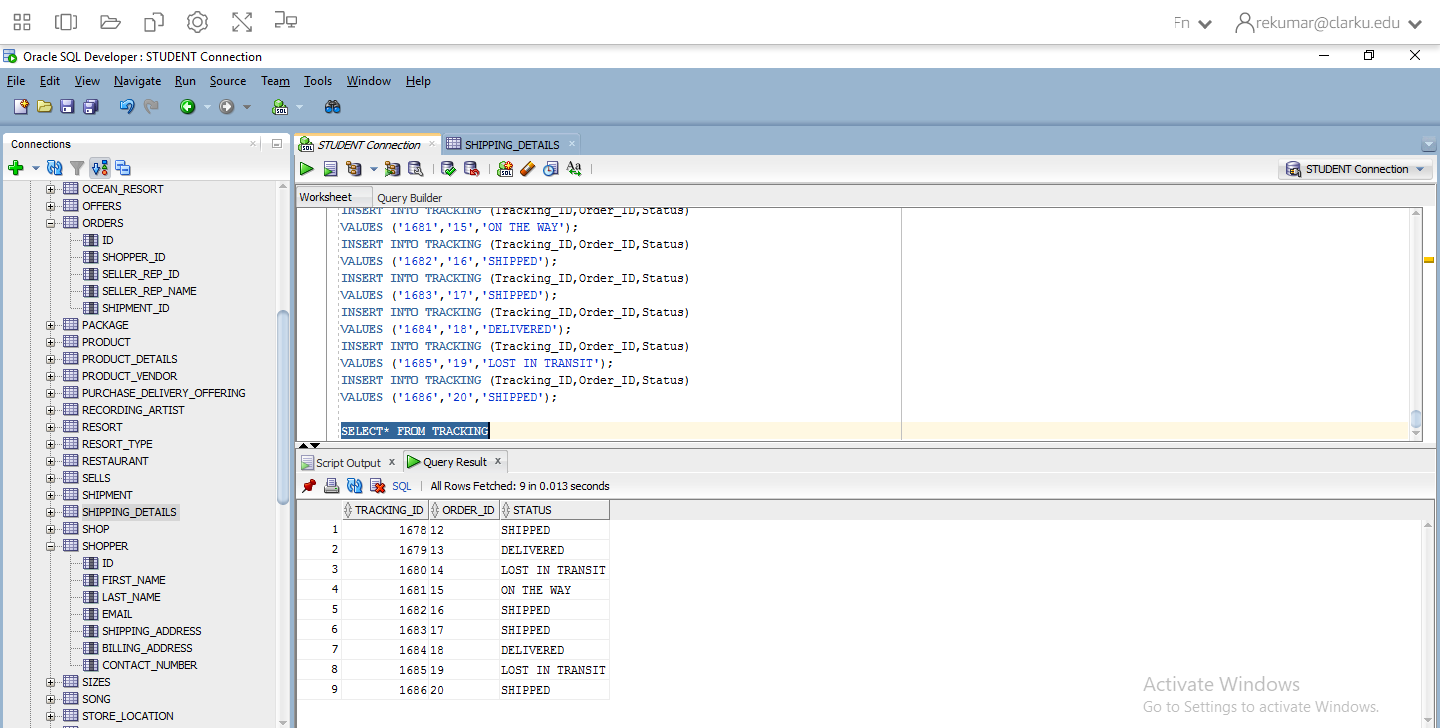 Fn
rekumar@clarku.edu
Oracle SQL Developer : STUDENT Connection
File Edit View Navigate Run Source Team Tools Window Help
Connections
OCEAN_RESORT
OFFERS
ORDERS
ID
SHOPPER_ID
SELLER_REP_ID
SELLER_REP_NAME
SHIPMENT_ID
PACKAGE
PRODUCT
PRODUCT_DETAILS
PRODUCT_VENDOR
PURCHASE_DELIVERY_OFFERING
RECORDING_ARTIST
RESORT
RESORT_TYPE
RESTAURANT
SELLS
SHIPMENT
SHIPPING_DETAILS
SHOP
SHOPPER
ID
FIRST_NAME
LAST_NAME
EMAIL
SHIPPING_ADDRESS
BILLING_ADDRESS
CONTACT_NUMBER
SIZES
SONG
STORE_LOCATION
STUDENT Connection SHIPPING_DETAILS
STUDENT Connection
Worksheet Query Builder
INSERT INTO TRACKING (Tracking_ID,Order_ID,Status)
VALUES ('1681','15','ON THE WAY');
INSERT INTO TRACKING (Tracking_ID,Order_ID,Status)
VALUES ('1682','16','SHIPPED');
INSERT INTO TRACKING (Tracking_ID,Order_ID,Status)
VALUES ('1683','17','SHIPPED');
INSERT INTO TRACKING (Tracking_ID,Order_ID,Status)
VALUES ('1684','18','DELIVERED');
INSERT INTO TRACKING (Tracking_ID,Order_ID,Status)
VALUES ('1685','19','LOST IN TRANSIT');
INSERT INTO TRACKING (Tracking_ID,Order_ID,Status)
VALUES ('1686','20','SHIPPED');
SELECT* FROM TRACKING
Script Output x Query Result x
SQL | All Rows Fetched: 9 in 0.013 seconds
TRACKING_ID ORDER_ID STATUS
1 1678 12 SHIPPED
2 1679 13 DELIVERED
3 1680 14 LOST IN TRANSIT
4 1681 15 ON THE WAY
5 1682 16 SHIPPED
6 1683 17 SHIPPED
7 1684 18 DELIVERED
8 1685 19 LOST IN TRANSIT
9 1686 20 SHIPPED
Activate Windows
Go to Settings to activate Windows.